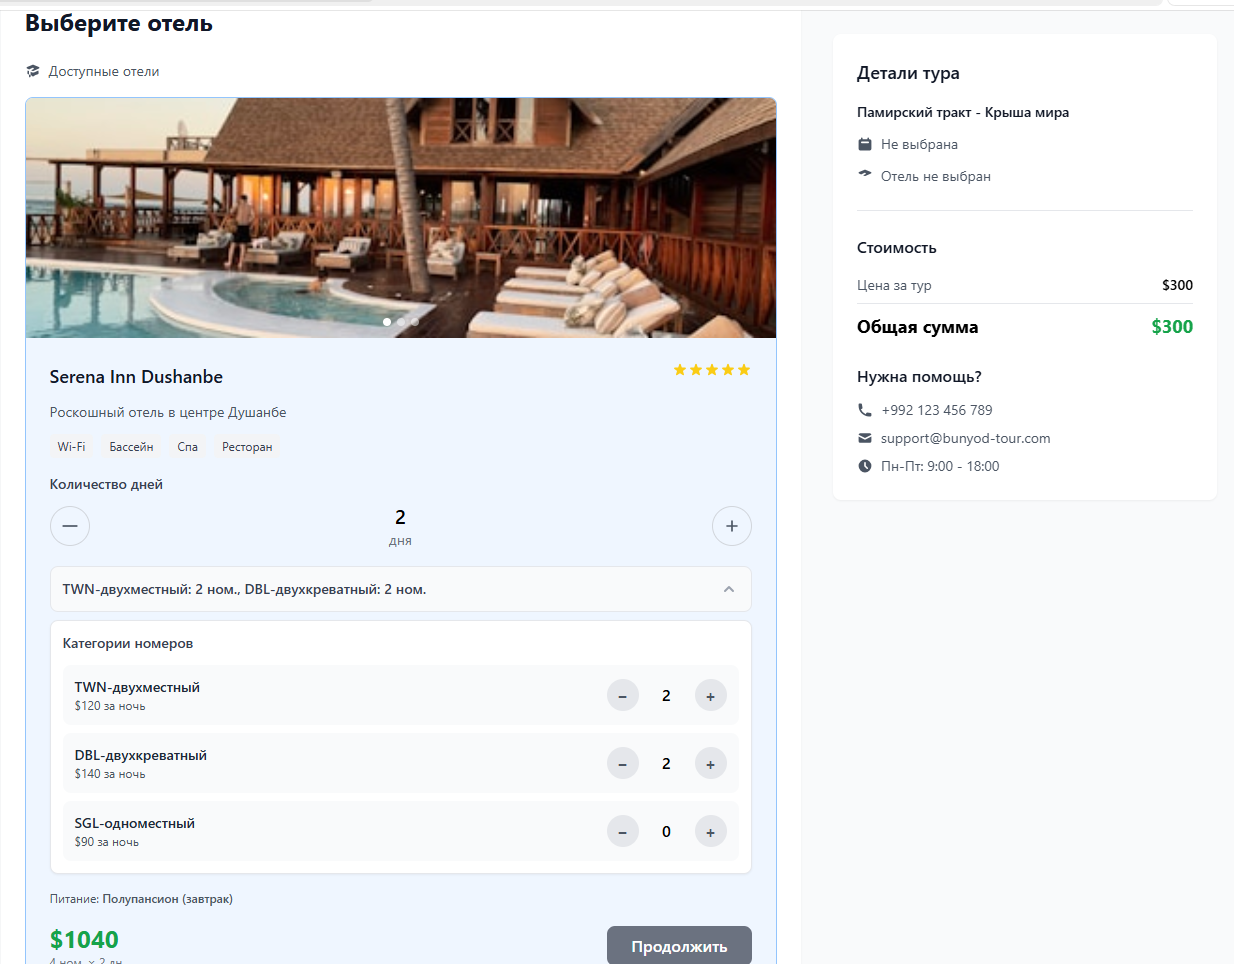 Выберите отель
Доступные отели
Serena Inn Dushanbe
Роскошный отель в центре Душанбе
Wi-Fi Бассейн Спа Ресторан
Количество дней
2
дня
TWN-двухместный: 2 ном., DBL-двухкреватный: 2 ном.
Категории номеров
TWN-двухместный
$120 за ночь
− 2 +
DBL-двухкреватный
$140 за ночь
− 2 +
SGL-одноместный
$90 за ночь
− 0 +
Питание: Полупансион (завтрак)
$1040
4 ном. × 2 дн.
Продолжить
Детали тура
Памирский тракт - Крыша мира
Не выбрана
Отель не выбран
Стоимость
Цена за тур $300
Общая сумма $300
Нужна помощь?
+992 123 456 789
support@bunyod-tour.com
Пн-Пт: 9:00 - 18:00